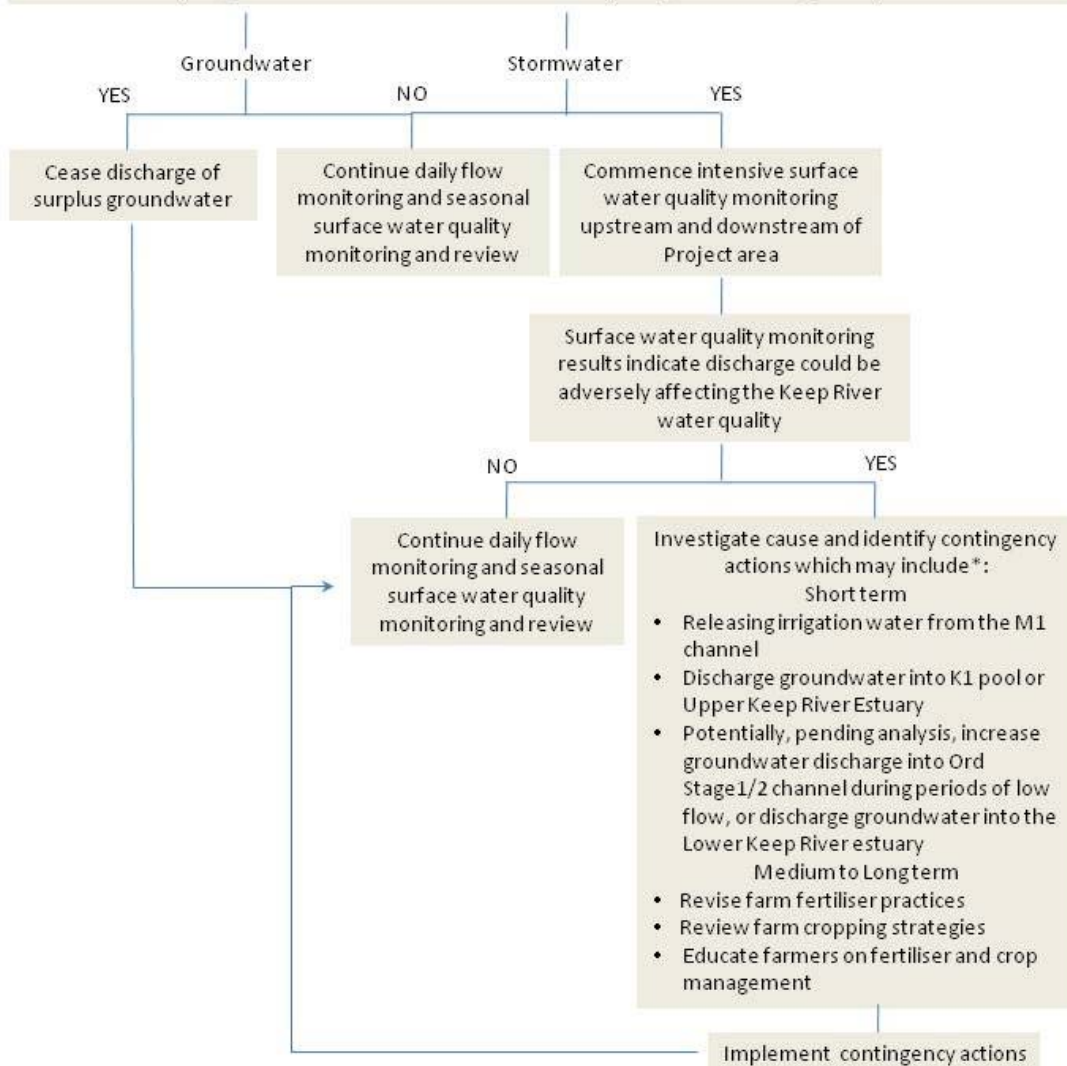 Groundwater
Stormwater
YES
NO
YES
Cease discharge of
surplus groundwater
Continue daily flow
monitoring and seasonal
surface water quality
monitoring and review
Commence intensive surface
water quality monitoring
upstream and downstream of
Project area
Surface water quality monitoring
results indicate discharge could be
adversely affecting the Keep River
water quality
NO
YES
Continue daily flow
monitoring and seasonal
surface water quality
monitoring and review
Investigate cause and identify contingency
actions which may include*:
Short term
• Releasing irrigation water from the M1
channel
• Discharge groundwater into K1 pool or
Upper Keep River Estuary
• Potentially, pending analysis, increase
groundwater discharge into Ord
Stage1/2 channel during periods of low
flow, or discharge groundwater into the
Lower Keep River estuary
Medium to Long term
• Revise farm fertiliser practices
• Review farm cropping strategies
• Educate farmers on fertiliser and crop
management
Implement contingency actions